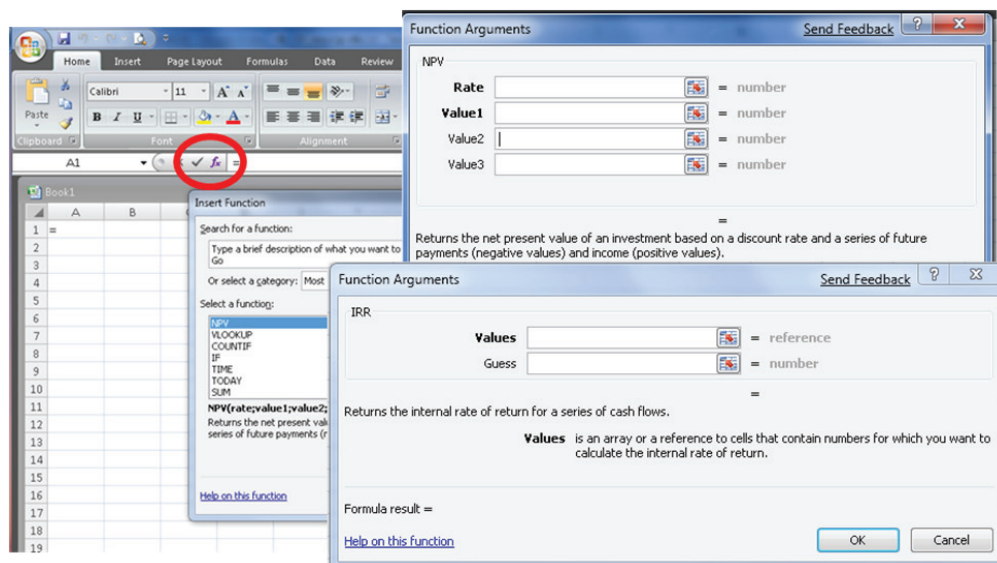 Home Insert Page Layout Formulas Data Review
Calibri 11 A A
Paste B I U A
Clipboard Font Alignment
A1 fx =
Book1
A B
1 =
2
3
4
5
6
7
8
9
10
11
12
13
14
15
16
17
18
19
Insert Function
Search for a function:
Type a brief description of what you want to
Go
Or select a category: Most
Select a function:
NPV
VLOOKUP
COUNTIF
IF
TIME
TODAY
SUM
NPV(rate;value1;value2;
Returns the net present val
series of future payments (
Help on this function
Function Arguments Send Feedback ? X
NPV
Rate = number
Value1 = number
Value2 = number
Value3 = number
=
Returns the net present value of an investment based on a discount rate and a series of future
payments (negative values) and income (positive values).
Function Arguments Send Feedback ? X
IRR
Values = reference
Guess = number
=
Returns the internal rate of return for a series of cash flows.
Values is an array or a reference to cells that contain numbers for which you want to
calculate the internal rate of return.
Formula result =
Help on this function OK Cancel